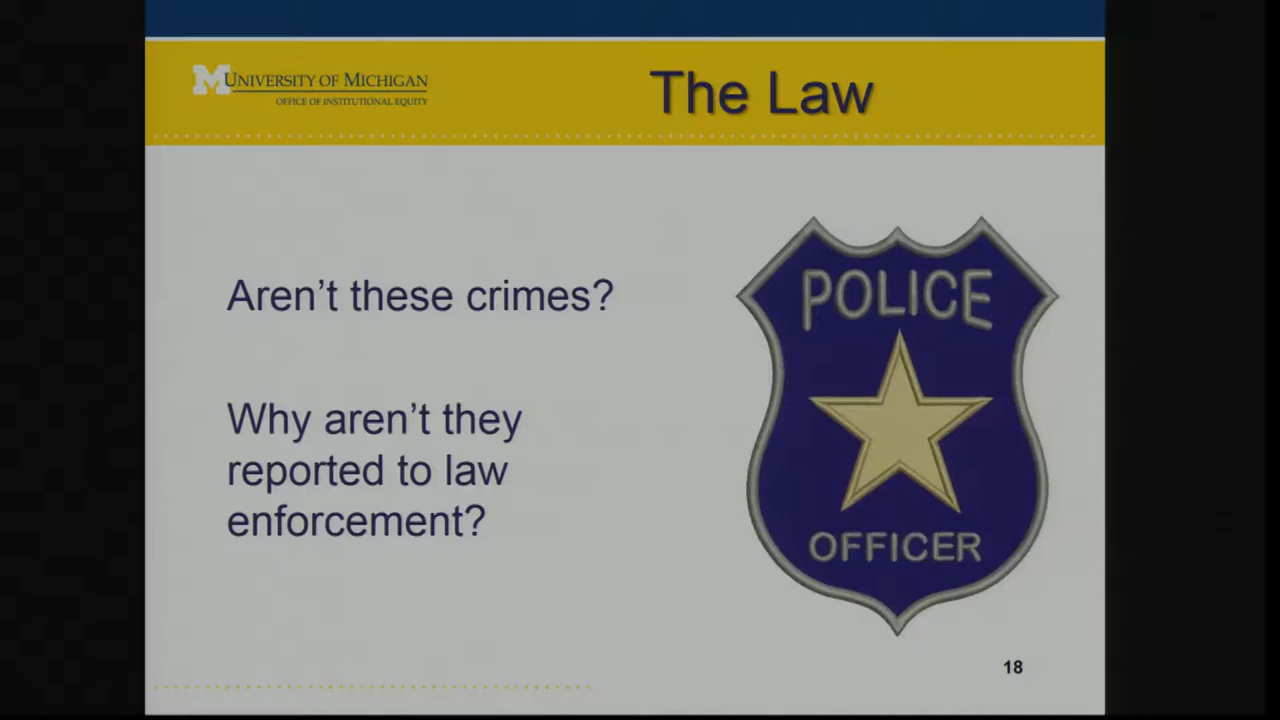 M UNIVERSITY OF MICHIGAN
OFFICE OF INSTITUTIONAL EQUITY
The Law
Aren't these crimes?
Why aren't they
reported to law
enforcement?
POLICE
OFFICER
18